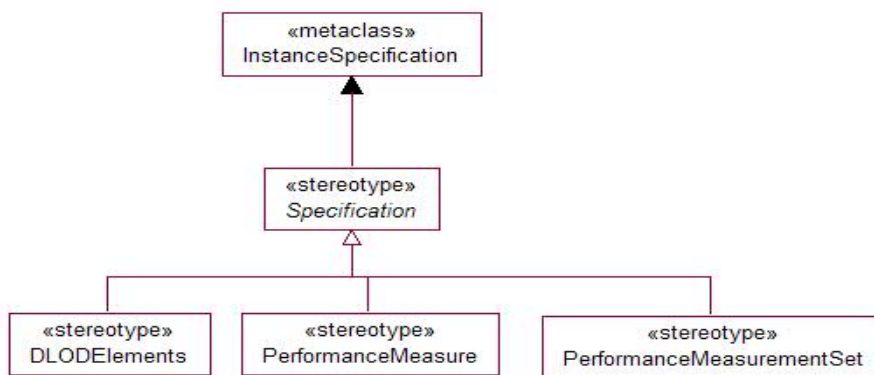 «metaclass»
InstanceSpecification
«stereotype»
Specification
«stereotype»
DLODElements
«stereotype»
PerformanceMeasure
«stereotype»
PerformanceMeasurementSet